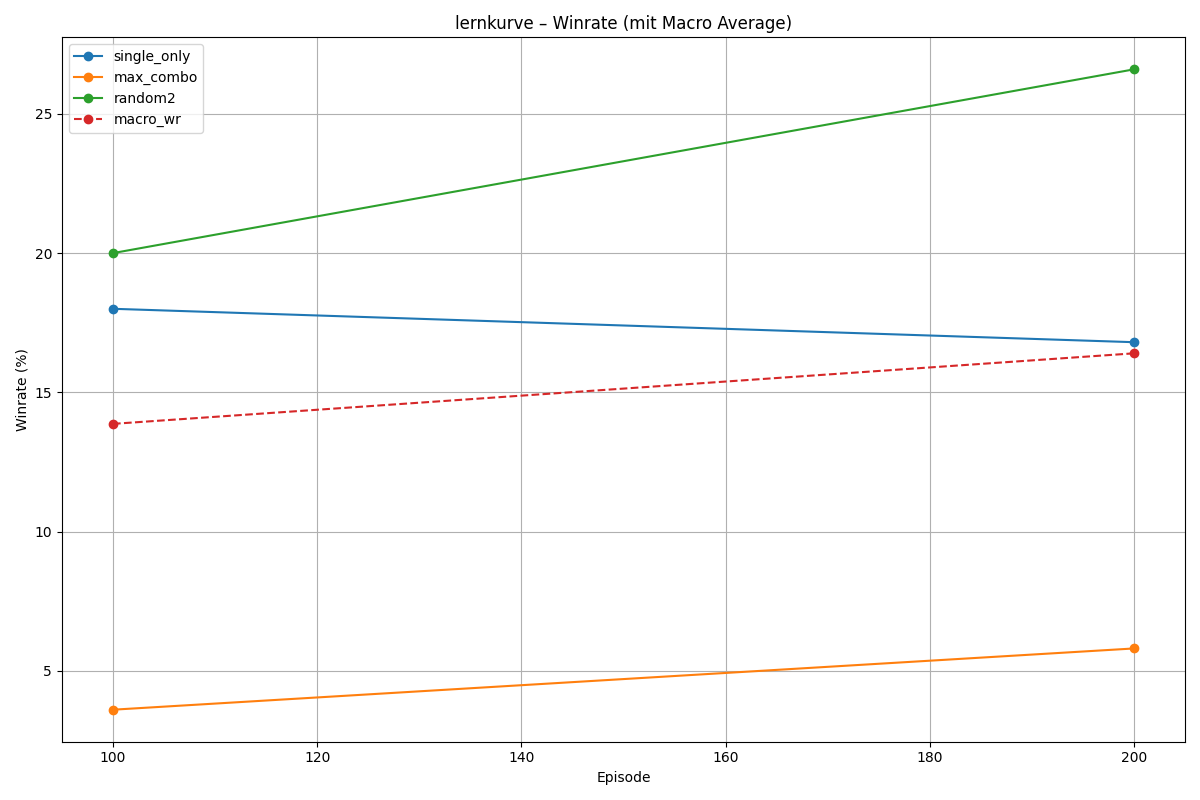 lernkurve – Winrate (mit Macro Average)
single_only
max_combo
random2
macro_wr
Winrate (%)
25
20
15
10
5
100 120 140 160 180 200
Episode